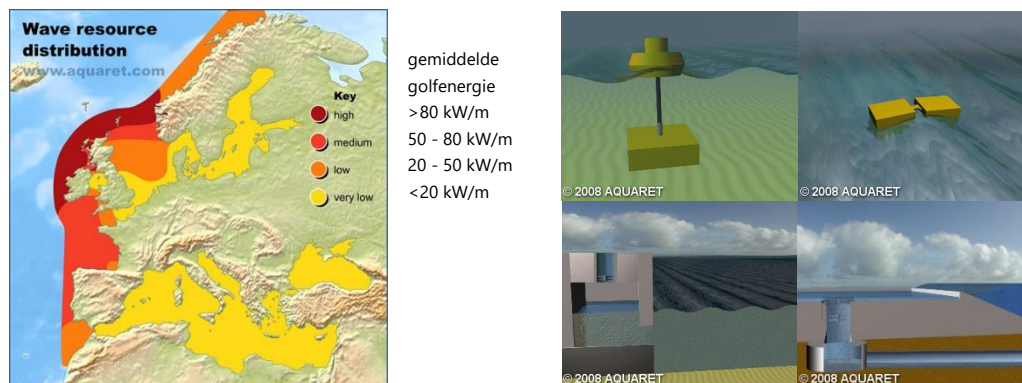 Wave resource
distribution
www.aquaret.com
Key
high
medium
low
very low
gemiddelde
golfenergie
>80 kW/m
50 - 80 kW/m
20 - 50 kW/m
<20 kW/m
© 2008 AQUARET
© 2008 AQUARET
© 2008 AQUARET
© 2008 AQUARET